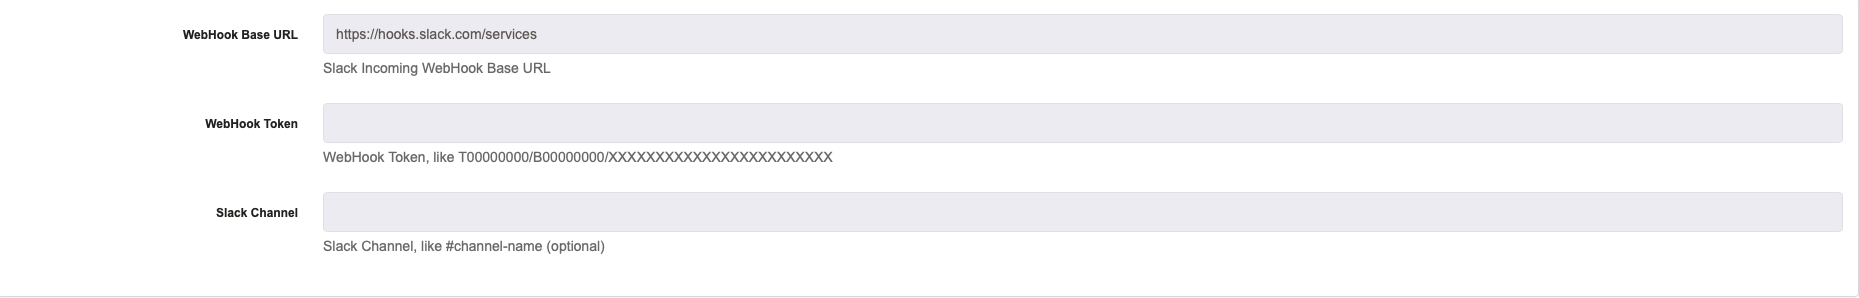 WebHook Base URL
https://hooks.slack.com/services
Slack Incoming WebHook Base URL
WebHook Token
WebHook Token, like T00000000/B00000000/XXXXXXXXXXXXXXXXXXXXXXXX
Slack Channel
Slack Channel, like #channel-name (optional)